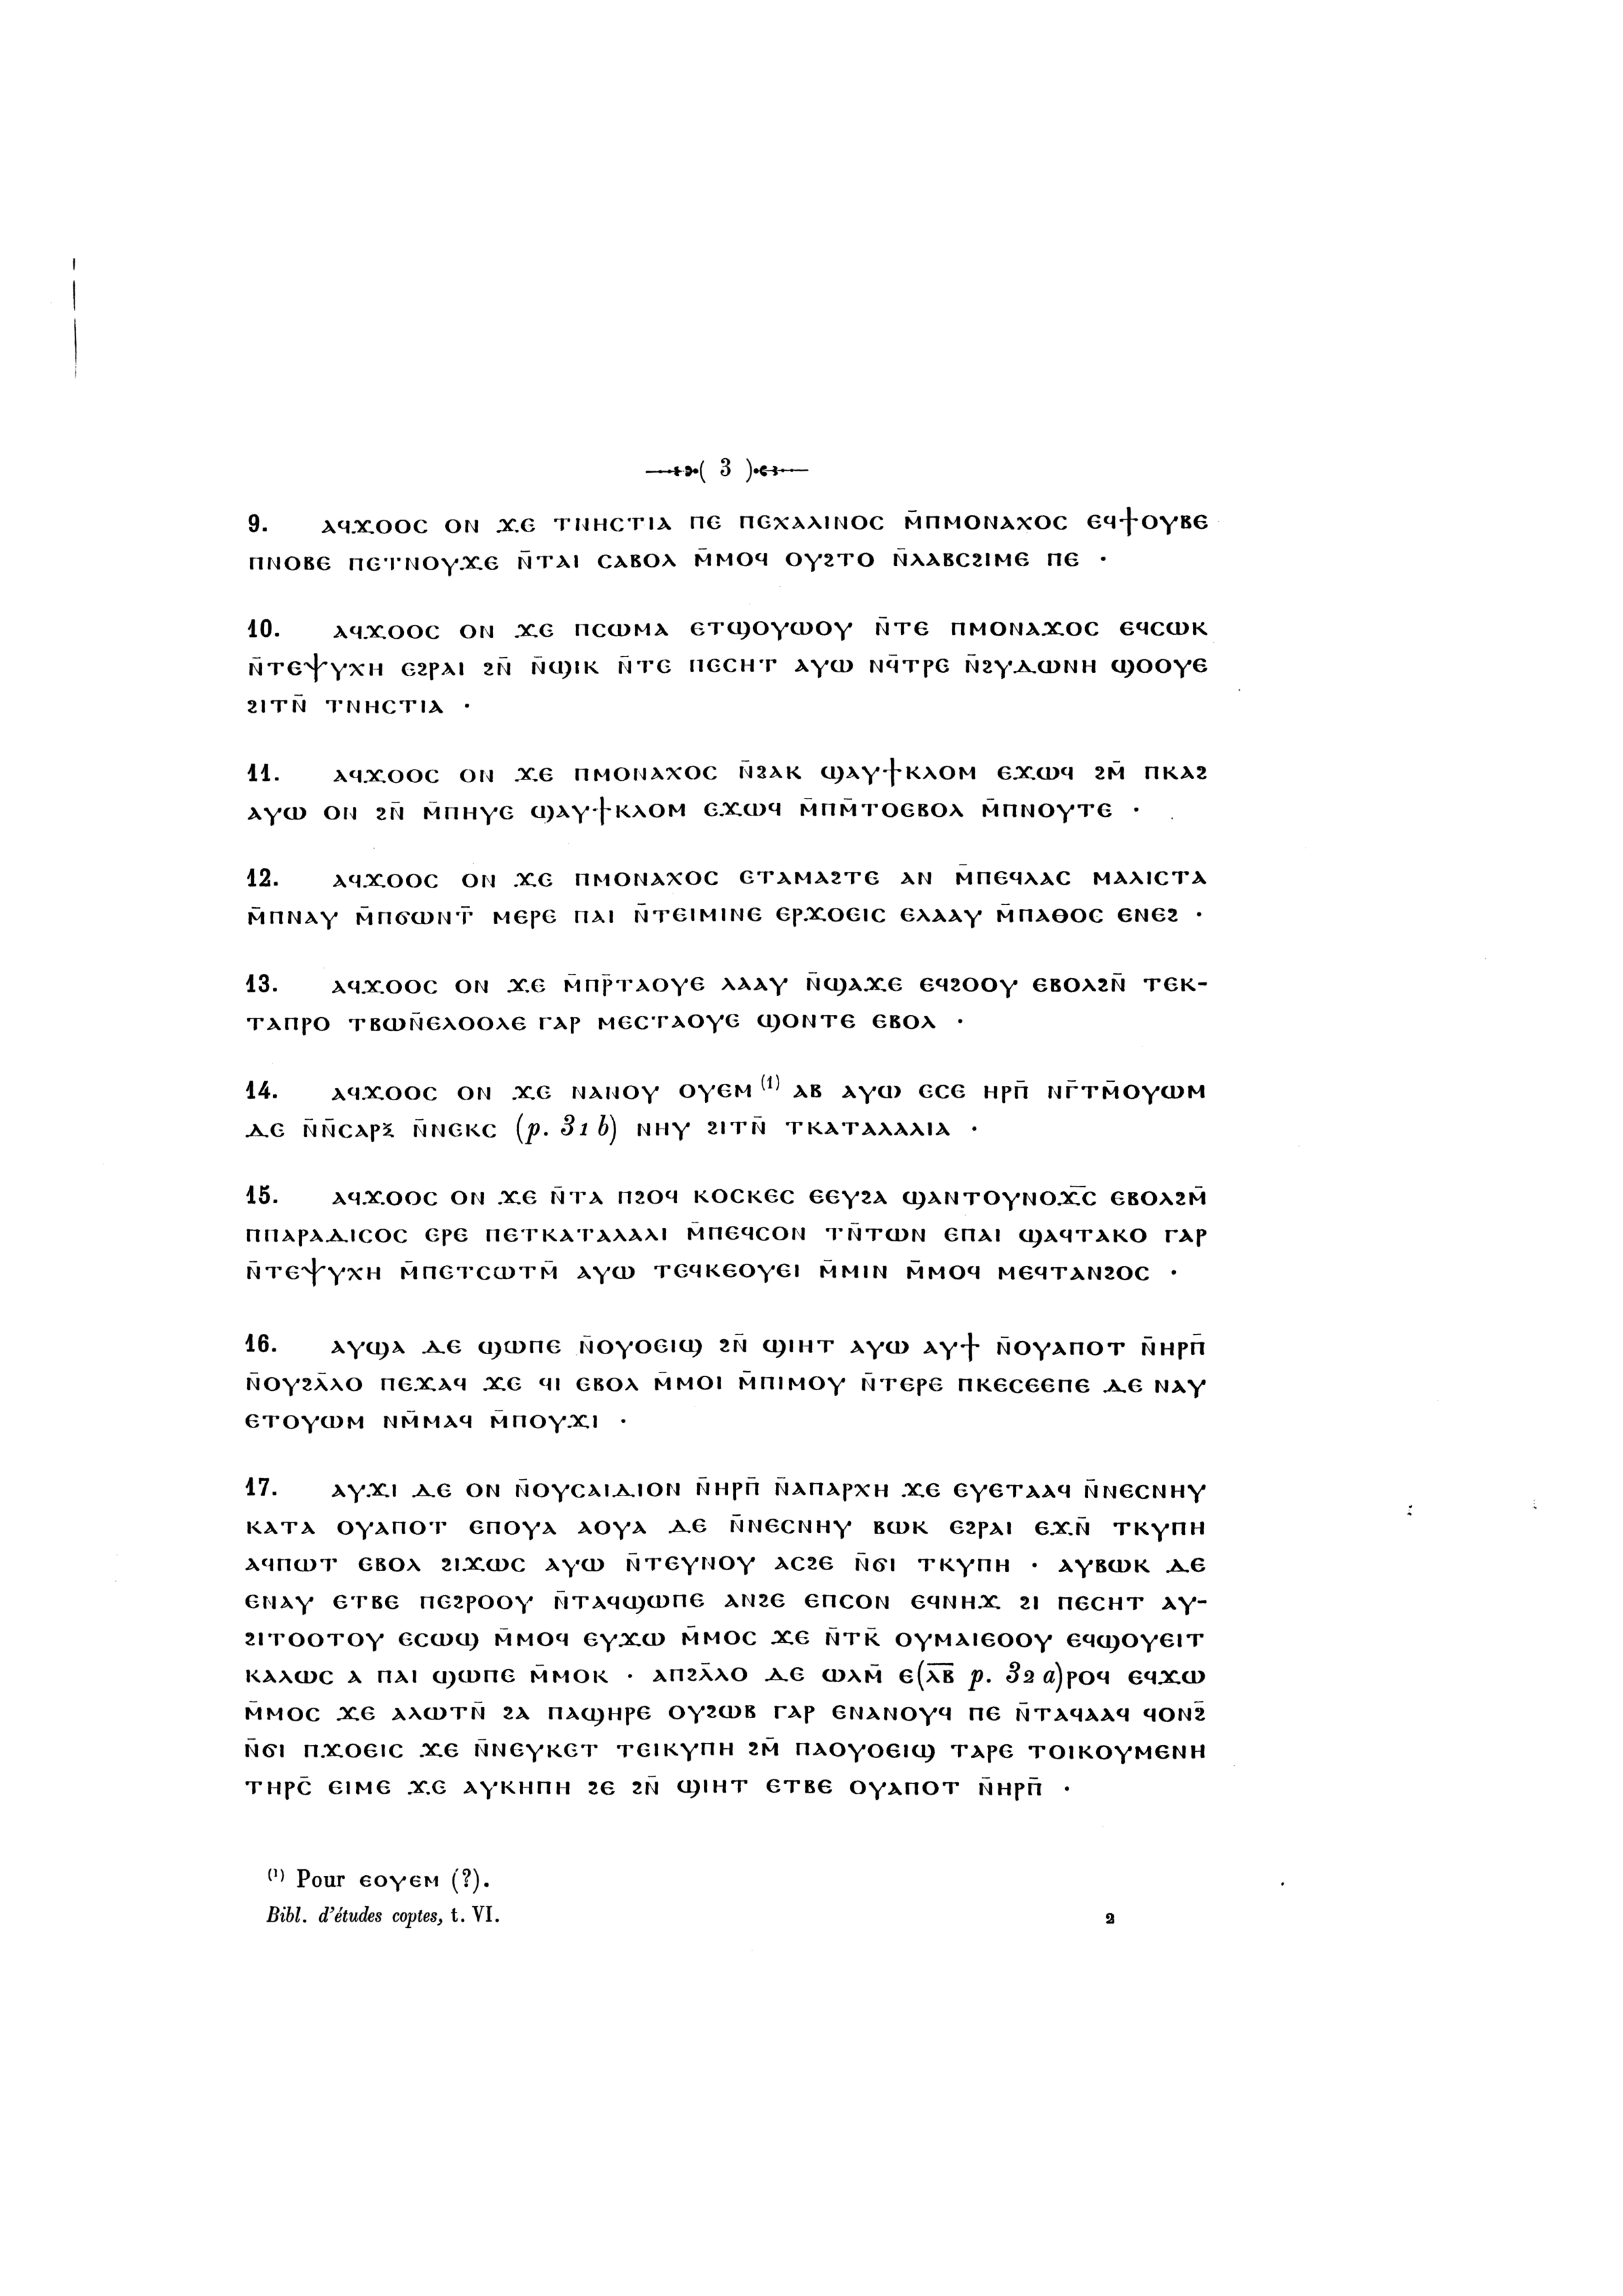 ( 3 )
9. ⲁϥϫⲟⲟⲥ ⲟⲛ ϫⲉ ⲧⲛⲏⲥⲧⲓⲁ ⲡⲉ ⲡⲉⲭⲁⲗⲓⲛⲟⲥ ⲙ̄ⲡⲙⲟⲛⲁⲭⲟⲥ ⲉϥϯⲟⲩⲃⲉ
ⲡⲛⲟⲃⲉ ⲡⲉⲧⲛⲟⲩϫⲉ ⲛ̄ⲧⲁⲓ ⲥⲁⲃⲟⲗ ⲙ̄ⲙⲟϥ ⲟⲩϩⲧⲟ ⲛ̄ⲗⲁⲃⲥϩⲓⲙⲉ ⲡⲉ ·
10. ⲁϥϫⲟⲟⲥ ⲟⲛ ϫⲉ ⲡⲥⲱⲙⲁ ⲉⲧϣⲟⲩⲱⲟⲩ ⲛ̄ⲧⲉ ⲡⲙⲟⲛⲁⲭⲟⲥ ⲉϥⲥⲱⲕ
ⲛ̄ⲧⲉⲯⲩⲭⲏ ⲉϩⲣⲁⲓ ϩⲛ̄ ⲛ̄ϣⲓⲕ ⲛ̄ⲧⲉ ⲡⲉⲥⲏⲧ ⲁⲩⲱ ⲛϥ̄ⲧⲣⲉ ⲛ̄ϩⲩⲇⲱⲛⲏ ϣⲟⲟⲩⲉ
ϩⲓⲧⲛ̄ ⲧⲛⲏⲥⲧⲓⲁ ·
11. ⲁϥϫⲟⲟⲥ ⲟⲛ ϫⲉ ⲡⲙⲟⲛⲁⲭⲟⲥ ⲛ̄ϩⲁⲕ ϣⲁⲩϯⲕⲗⲟⲙ ⲉϫⲱϥ ϩⲙ̄ ⲡⲕⲁϩ
ⲁⲩⲱ ⲟⲛ ϩⲛ̄ ⲙ̄ⲡⲏⲩⲉ ϣⲁⲩϯⲕⲗⲟⲙ ⲉϫⲱϥ ⲙ̄ⲡⲙ̄ⲧⲟⲉⲃⲟⲗ ⲙ̄ⲡⲛⲟⲩⲧⲉ ·
12. ⲁϥϫⲟⲟⲥ ⲟⲛ ϫⲉ ⲡⲙⲟⲛⲁⲭⲟⲥ ⲉⲧⲁⲙⲁϩⲧⲉ ⲁⲛ ⲙ̄ⲡⲉϥⲗⲁⲥ ⲙⲁⲗⲓⲥⲧⲁ
ⲙ̄ⲡⲛⲁⲩ ⲙ̄ⲡϭⲱⲛⲧ̄ ⲙⲉⲣⲉ ⲡⲁⲓ ⲛ̄ⲧⲉⲓⲙⲓⲛⲉ ⲉⲣϫⲟⲉⲓⲥ ⲉⲗⲁⲁⲩ ⲙ̄ⲡⲁⲑⲟⲥ ⲉⲛⲉϩ ·
13. ⲁϥϫⲟⲟⲥ ⲟⲛ ϫⲉ ⲙ̄ⲡⲣ̄ⲧⲁⲟⲩⲉ ⲗⲁⲁⲩ ⲛ̄ϣⲁϫⲉ ⲉϥϩⲟⲟⲩ ⲉⲃⲟⲗϩⲛ̄ ⲧⲉⲕ-
ⲧⲁⲡⲣⲟ ⲧⲃⲱⲛ̄ⲉⲗⲟⲟⲗⲉ ⲅⲁⲣ ⲙⲉⲥⲧⲁⲟⲩⲉ ϣⲟⲛⲧⲉ ⲉⲃⲟⲗ ·
14. ⲁϥϫⲟⲟⲥ ⲟⲛ ϫⲉ ⲛⲁⲛⲟⲩ ⲟⲩⲉⲙ (1) ⲁⲃ ⲁⲩⲱ ⲉⲥⲉ ⲏⲣⲡ̄ ⲛⲅ̄ⲧⲙ̄ⲟⲩⲱⲙ
ⲇⲉ ⲛ̄ⲛ̄ⲥⲁⲣⲝ ⲛ̄ⲛⲉⲕⲥ (p. 31 b) ⲛⲏⲩ ϩⲓⲧⲛ̄ ⲧⲕⲁⲧⲁⲗⲁⲗⲓⲁ ·
15. ⲁϥϫⲟⲟⲥ ⲟⲛ ϫⲉ ⲛ̄ⲧⲁ ⲡϩⲟϥ ⲕⲟⲥⲕⲉⲥ ⲉⲉⲩϩⲁ ϣⲁⲛⲧⲟⲩⲛⲟϫ̄ⲥ̄ ⲉⲃⲟⲗϩⲙ̄
ⲡⲡⲁⲣⲁⲇⲓⲥⲟⲥ ⲉⲣⲉ ⲡⲉⲧⲕⲁⲧⲁⲗⲁⲗⲓ ⲙ̄ⲡⲉϥⲥⲟⲛ ⲧⲛ̄ⲧⲱⲛ ⲉⲡⲁⲓ ϣⲁϥⲧⲁⲕⲟ ⲅⲁⲣ
ⲛ̄ⲧⲉⲯⲩⲭⲏ ⲙ̄ⲡⲉⲧⲥⲱⲧⲙ̄ ⲁⲩⲱ ⲧⲉϥⲕⲉⲟⲩⲉⲓ ⲙ̄ⲙⲓⲛ ⲙ̄ⲙⲟϥ ⲙⲉϥⲧⲁⲛϩⲟⲥ ·
16. ⲁⲩϣⲁ ⲇⲉ ϣⲱⲡⲉ ⲛ̄ⲟⲩⲟⲉⲓϣ ϩⲛ̄ ϣⲓⲏⲧ ⲁⲩⲱ ⲁⲩϯ ⲛ̄ⲟⲩⲁⲡⲟⲧ ⲛ̄ⲏⲣⲡ̄
ⲛ̄ⲟⲩϩⲗ̄ⲗⲟ ⲡⲉϫⲁϥ ϫⲉ ϥⲓ ⲉⲃⲟⲗ ⲙ̄ⲙⲟⲓ ⲙ̄ⲡⲓⲙⲟⲩ ⲛ̄ⲧⲉⲣⲉ ⲡⲕⲉⲥⲉⲉⲡⲉ ⲇⲉ ⲛⲁⲩ
ⲉⲧⲟⲩⲱⲙ ⲛⲙ̄ⲙⲁϥ ⲙ̄ⲡⲟⲩϫⲓ ·
17. ⲁⲩϫⲓ ⲇⲉ ⲟⲛ ⲛ̄ⲟⲩⲥⲁⲓⲇⲓⲟⲛ ⲛ̄ⲏⲣⲡ̄ ⲛ̄ⲁⲡⲁⲣⲭⲏ ϫⲉ ⲉⲩⲉⲧⲁⲁϥ ⲛ̄ⲛⲉⲥⲛⲏⲩ
ⲕⲁⲧⲁ ⲟⲩⲁⲡⲟⲧ ⲉⲡⲟⲩⲁ ⲁⲟⲩⲁ ⲇⲉ ⲛ̄ⲛⲉⲥⲛⲏⲩ ⲃⲱⲕ ⲉϩⲣⲁⲓ ⲉϫⲛ̄ ⲧⲕⲩⲡⲏ
ⲁϥⲡⲱⲧ ⲉⲃⲟⲗ ϩⲓϫⲱⲥ ⲁⲩⲱ ⲛ̄ⲧⲉⲩⲛⲟⲩ ⲁⲥϩⲉ ⲛ̄ϭⲓ ⲧⲕⲩⲡⲏ · ⲁⲩⲃⲱⲕ ⲇⲉ
ⲉⲛⲁⲩ ⲉⲧⲃⲉ ⲡⲉϩⲣⲟⲟⲩ ⲛ̄ⲧⲁϥϣⲱⲡⲉ ⲁⲛϩⲉ ⲉⲡⲥⲟⲛ ⲉϥⲛⲏϫ ϩⲓ ⲡⲉⲥⲏⲧ ⲁⲩ-
ϩⲓⲧⲟⲟⲧⲟⲩ ⲉⲥⲱϣ ⲙ̄ⲙⲟϥ ⲉⲩϫⲱ ⲙ̄ⲙⲟⲥ ϫⲉ ⲛ̄ⲧⲕ̄ ⲟⲩⲙⲁⲓⲉⲟⲟⲩ ⲉϥϣⲟⲩⲉⲓⲧ
ⲕⲁⲗⲱⲥ ⲁ ⲡⲁⲓ ϣⲱⲡⲉ ⲙ̄ⲙⲟⲕ · ⲁⲡϩⲗ̄ⲗⲟ ⲇⲉ ⲱⲗⲙ̄ ⲉ(ⲗ̄ⲃ̄ p. 32 a)ⲣⲟϥ ⲉϥϫⲱ
ⲙ̄ⲙⲟⲥ ϫⲉ ⲁⲗⲱⲧⲛ̄ ϩⲁ ⲡⲁϣⲏⲣⲉ ⲟⲩϩⲱⲃ ⲅⲁⲣ ⲉⲛⲁⲛⲟⲩϥ ⲡⲉ ⲛ̄ⲧⲁϥⲁⲁϥ ϥⲟⲛϩ̄
ⲛ̄ϭⲓ ⲡϫⲟⲉⲓⲥ ϫⲉ ⲛ̄ⲛⲉⲩⲕⲉⲧ ⲧⲉⲓⲕⲩⲡⲏ ϩⲙ̄ ⲡⲁⲟⲩⲟⲉⲓϣ ⲧⲁⲣⲉ ⲧⲟⲓⲕⲟⲩⲙⲉⲛⲏ
ⲧⲏⲣⲥ̄ ⲉⲓⲙⲉ ϫⲉ ⲁⲩⲕⲏⲡⲏ ϩⲉ ϩⲛ̄ ϣⲓⲏⲧ ⲉⲧⲃⲉ ⲟⲩⲁⲡⲟⲧ ⲛ̄ⲏⲣⲡ̄ ·
(1) Pour ⲉⲟⲩⲉⲙ (?).
Bibl. d'études coptes, t. VI. 2